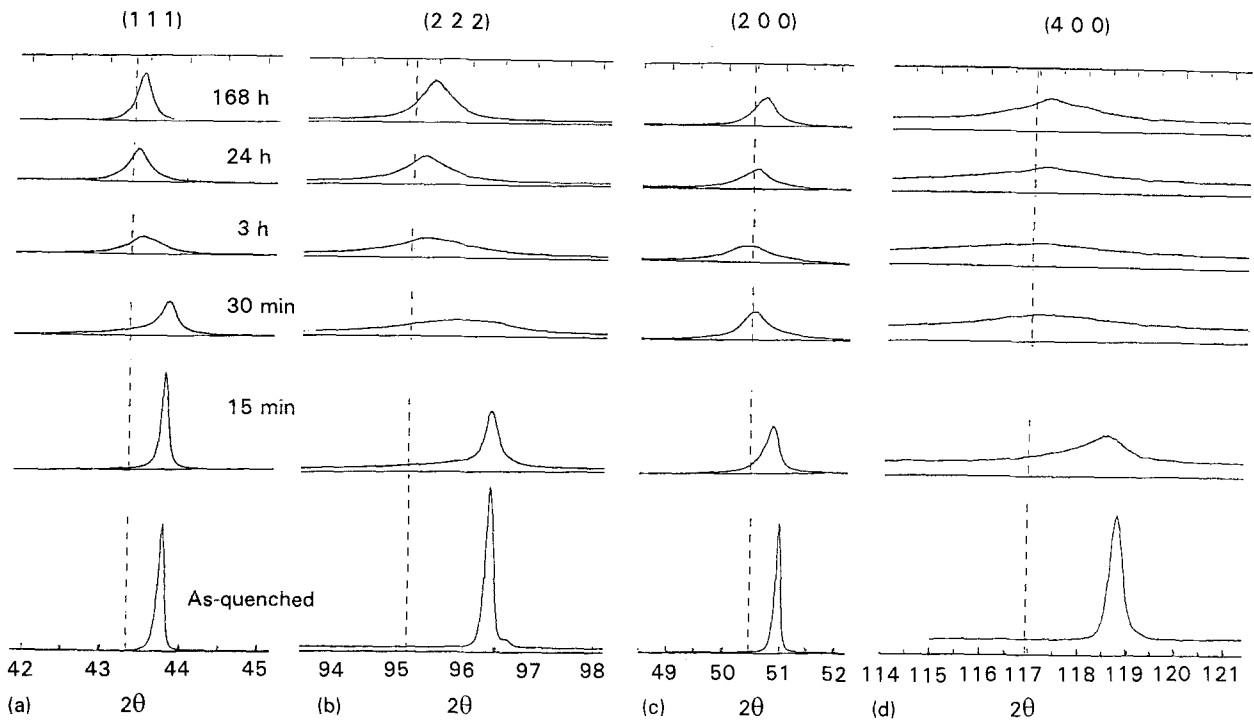 (1 1 1) (2 2 2) (2 0 0) (4 0 0)
168 h
24 h
3 h
30 min
15 min
As-quenched
42 43 44 45 94 95 96 97 98 49 50 51 52 114 115 116 117 118 119 120 121
(a) 2θ (b) 2θ (c) 2θ (d) 2θ